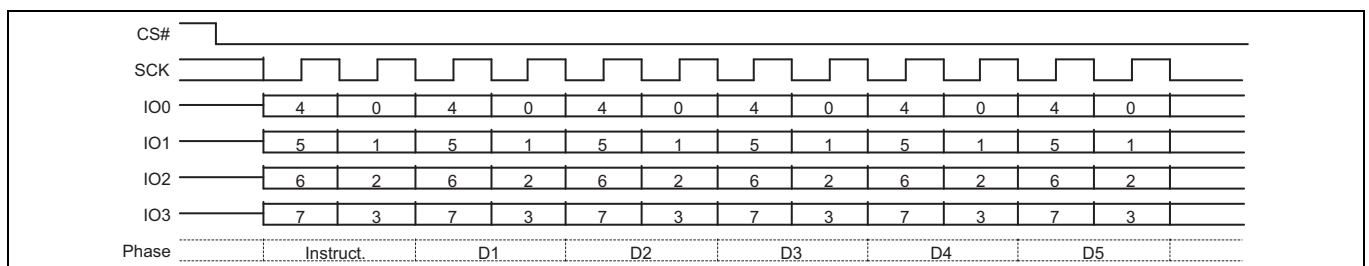 CS#
SCK
IO0 4 0 4 0 4 0 4 0 4 0 4 0
IO1 5 1 5 1 5 1 5 1 5 1 5 1
IO2 6 2 6 2 6 2 6 2 6 2 6 2
IO3 7 3 7 3 7 3 7 3 7 3 7 3
Phase Instruct. D1 D2 D3 D4 D5